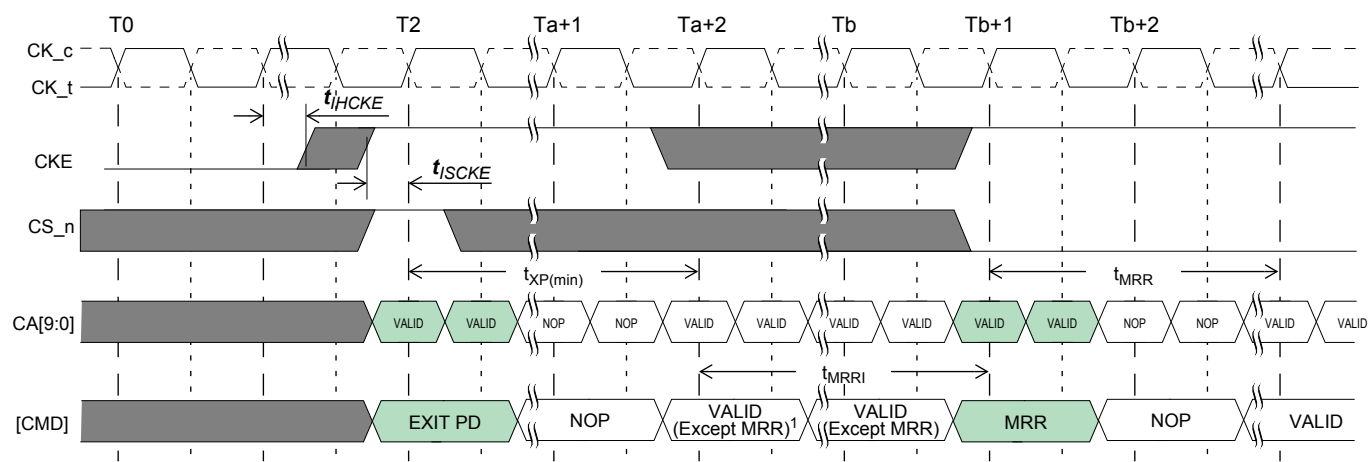 T0 T2 Ta+1 Ta+2 Tb Tb+1 Tb+2
CK_c
CK_t
tIHCKE
CKE
tISCKE
CS_n
tXP(min) tMRR
CA[9:0] VALID VALID NOP NOP VALID VALID VALID VALID VALID VALID NOP NOP VALID VALID
tMRRI
[CMD] EXIT PD NOP VALID (Except MRR)1 VALID (Except MRR) MRR NOP VALID